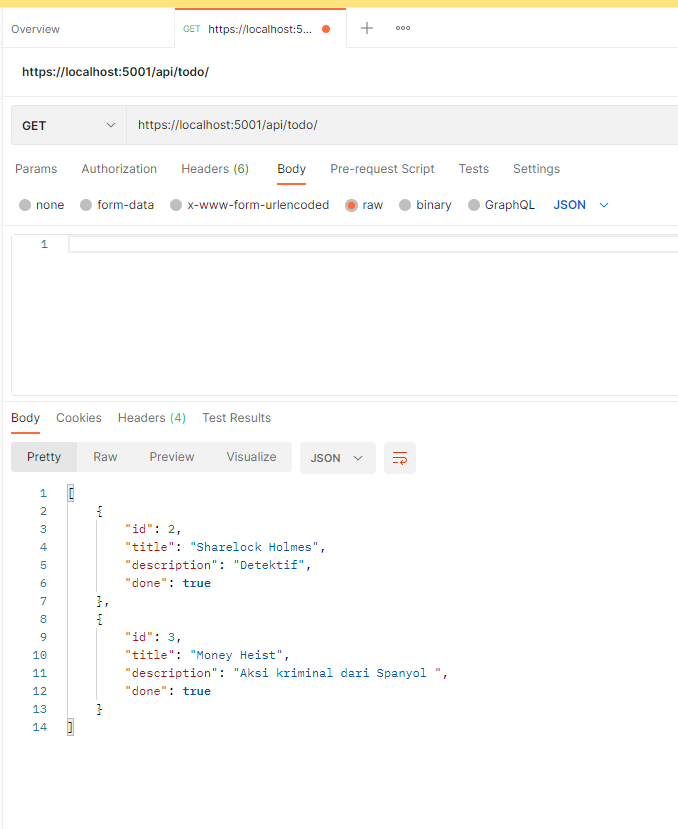 Overview
GET https://localhost:5... + ooo
https://localhost:5001/api/todo/
GET https://localhost:5001/api/todo/
Params Authorization Headers (6) Body Pre-request Script Tests Settings
none form-data x-www-form-urlencoded raw binary GraphQL JSON
1
Body Cookies Headers (4) Test Results
Pretty Raw Preview Visualize JSON
1 [
2 {
3 "id": 2,
4 "title": "Sharelock Holmes",
5 "description": "Detektif",
6 "done": true
7 },
8 {
9 "id": 3,
10 "title": "Money Heist",
11 "description": "Aksi kriminal dari Spanyol ",
12 "done": true
13 }
14 ]